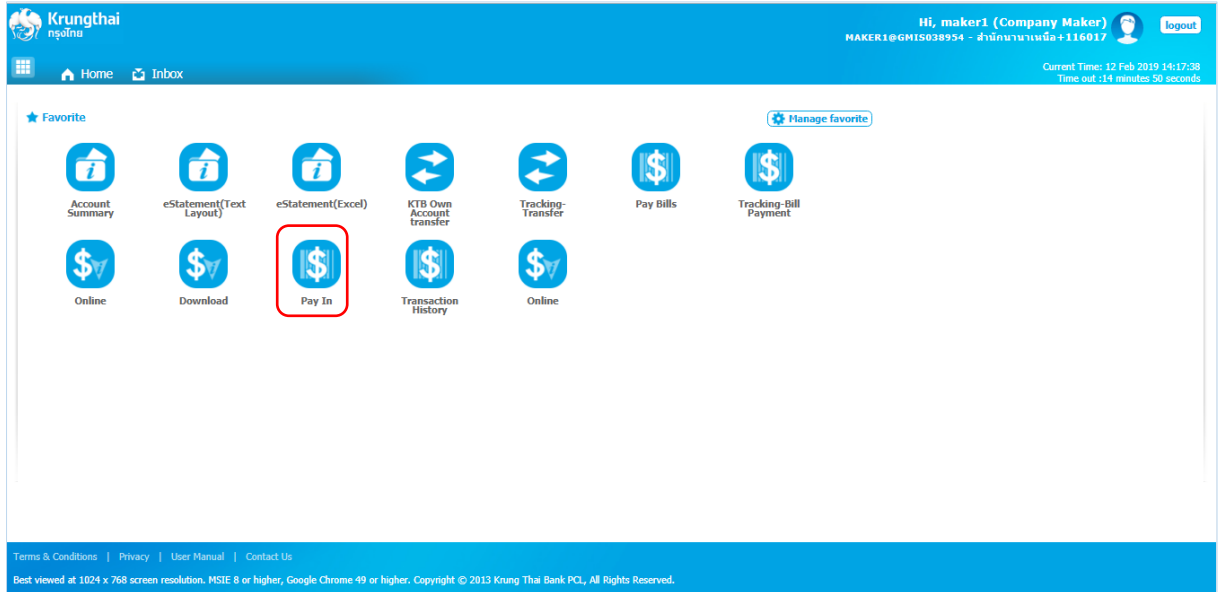 Krungthai
กรุงไทย
Hi, maker1 (Company Maker)
MAKER1@GMIS038954 - สำนักนานาเหนือ+116017
logout
Home
Inbox
Current Time: 12 Feb 2019 14:17:38
Time out :14 minutes 50 seconds
Favorite
Manage favorite
Account
Summary
eStatement(Text
Layout)
eStatement(Excel)
KTB Own
Account
transfer
Tracking-
Transfer
Pay Bills
Tracking-Bill
Payment
Online
Download
Pay In
Transaction
History
Online
Terms & Conditions | Privacy | User Manual | Contact Us
Best viewed at 1024 x 768 screen resolution. MSIE 8 or higher, Google Chrome 49 or higher. Copyright © 2013 Krung Thai Bank PCL, All Rights Reserved.